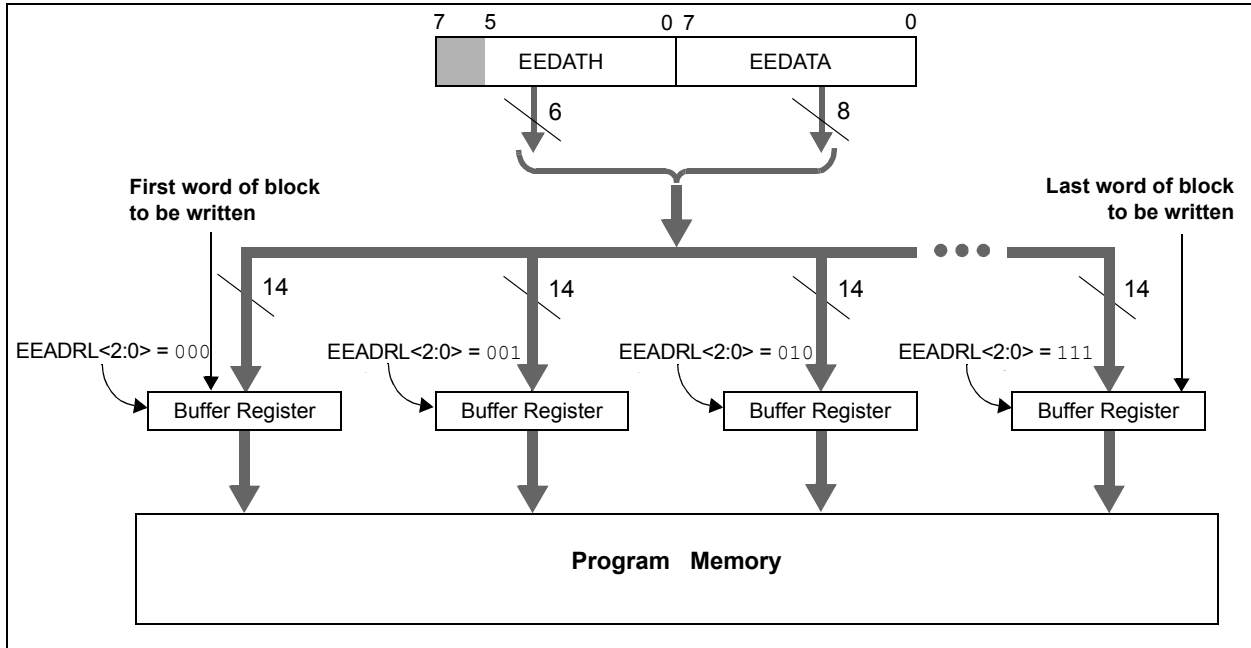 7 5 0 7 0
EEDATH EEDATA
6 8
First word of block
to be written
Last word of block
to be written
14 14 14 14
EEADRL<2:0> = 000 EEADRL<2:0> = 001 EEADRL<2:0> = 010 EEADRL<2:0> = 111
Buffer Register Buffer Register Buffer Register Buffer Register
Program Memory